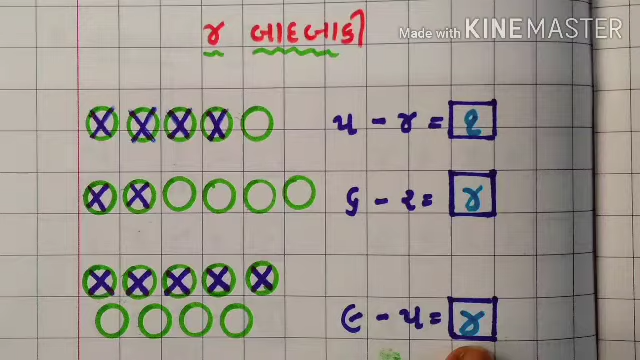 Made with KINEMASTER
૪ બાદબાકી
૫ - ૪ = ૧
૬ - ૨ = ૪
૯ - ૫ = ૪